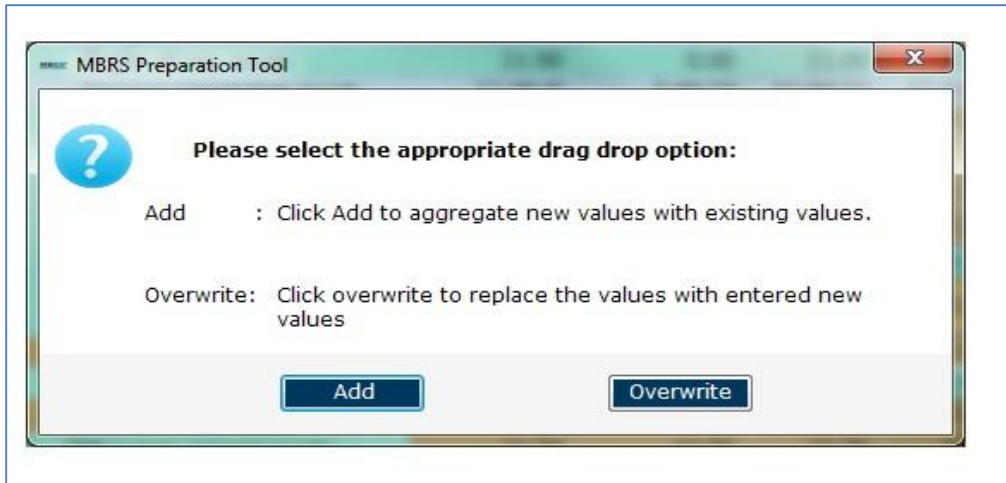 MBRS Preparation Tool
Please select the appropriate drag drop option:
Add : Click Add to aggregate new values with existing values.
Overwrite: Click overwrite to replace the values with entered new
values
Add Overwrite